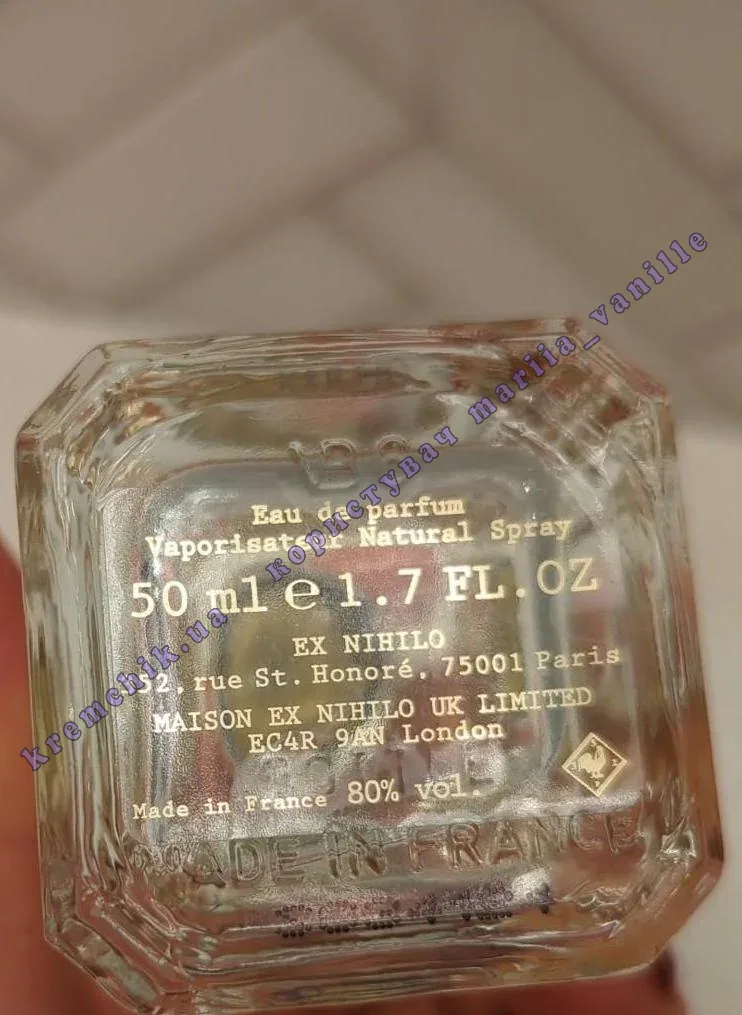 Eau de parfum
Vaporisateur Natural Spray
50 ml e 1.7 FL.OZ
EX NIHILO
352, rue St. Honoré, 75001 Paris
MAISON EX NIHILO UK LIMITED
EC4R 9AN London
Made in France 80% vol.
MADE IN FRANCE
kremchik.ua користувач mariia_vanille